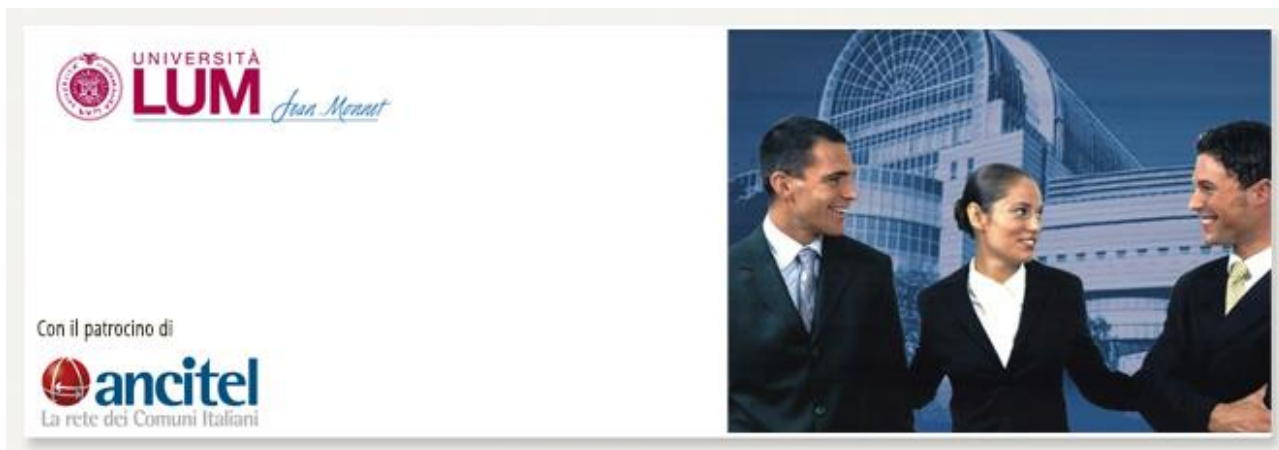 UNIVERSITÀ
LUM Jean Monnet
Con il patrocino di
ancitel
La rete dei Comuni Italiani